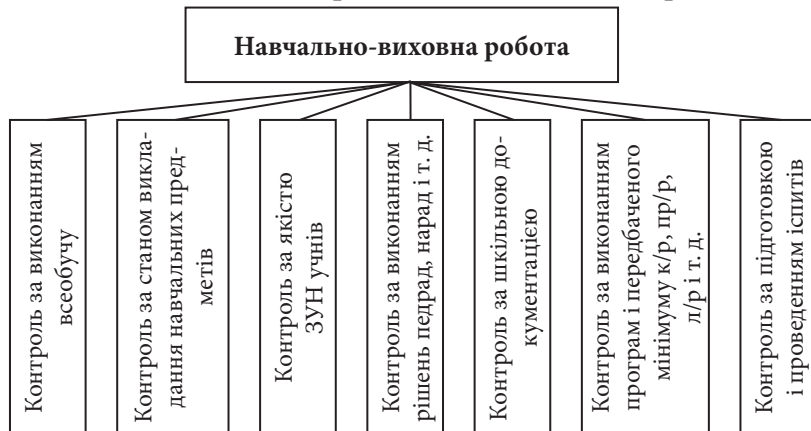 Навчально-виховна робота
Контроль за виконанням
всеобучу
Контроль за станом викла-
дання навчальних пред-
метів
Контроль за якістю
ЗУН учнів
Контроль за виконанням
рішень педрад, нарад і т. д.
Контроль за шкільною до-
кументацією
Контроль за виконанням
програм і передбаченого
мінімуму к/р, пр/р,
л/р і т. д.
Контроль за підготовкою
і проведенням іспитів